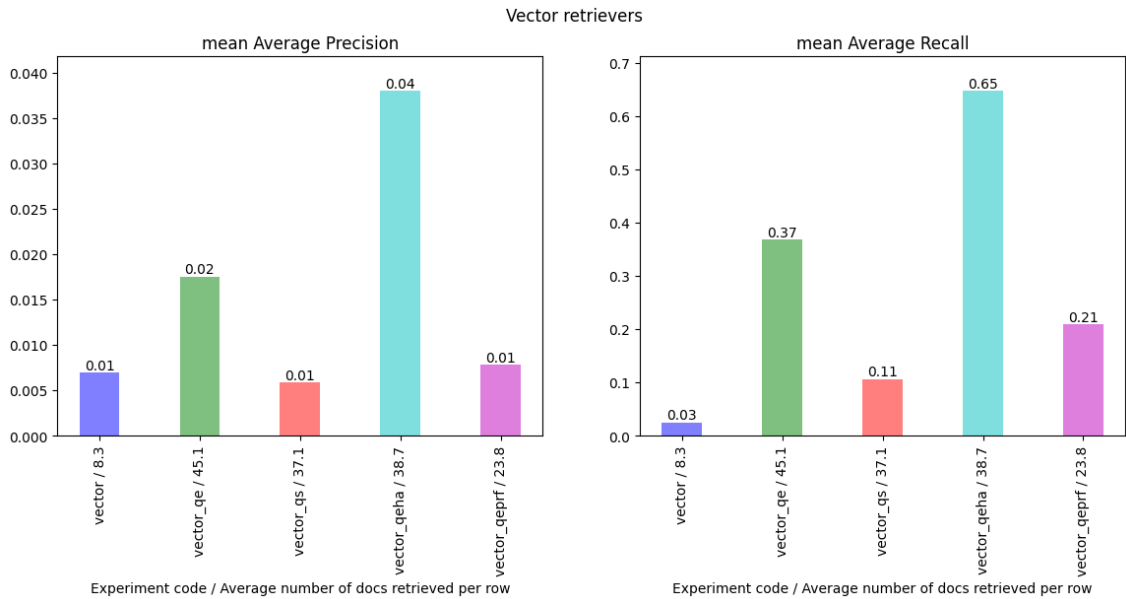 Vector retrievers
mean Average Precision
0.040
0.035
0.030
0.025
0.020
0.015
0.010
0.005
0.000
0.01
0.02
0.01
0.04
0.01
vector / 8.3
vector_qe / 45.1
vector_qs / 37.1
vector_qeha / 38.7
vector_qeprf / 23.8
Experiment code / Average number of docs retrieved per row
mean Average Recall
0.7
0.6
0.5
0.4
0.3
0.2
0.1
0.0
0.03
0.37
0.11
0.65
0.21
vector / 8.3
vector_qe / 45.1
vector_qs / 37.1
vector_qeha / 38.7
vector_qeprf / 23.8
Experiment code / Average number of docs retrieved per row